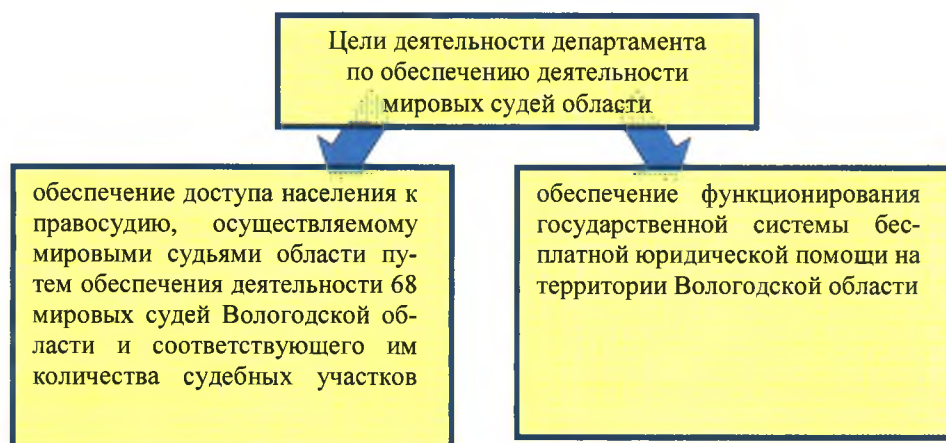 Цели деятельности департамента
по обеспечению деятельности
мировых судей области
обеспечение доступа населения к
правосудию, осуществляемому
мировыми судьями области пу-
тем обеспечения деятельности 68
мировых судей Вологодской об-
ласти и соответствующего им
количества судебных участков
обеспечение функционирования
государственной системы бес-
платной юридической помощи на
территории Вологодской области